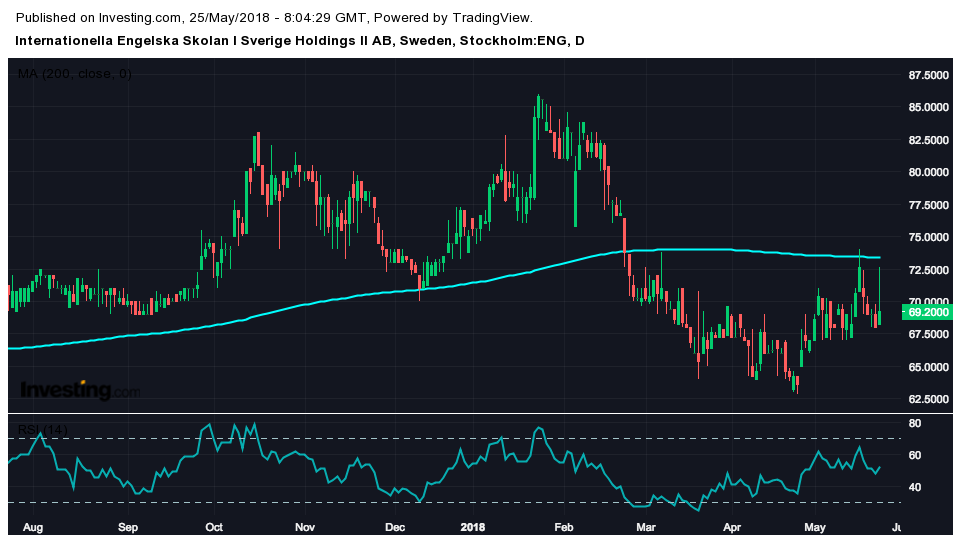 Published on Investing.com, 25/May/2018 - 8:04:29 GMT, Powered by TradingView.
Internationella Engelska Skolan I Sverige Holdings II AB, Sweden, Stockholm:ENG, D
MA (200, close, 0)
87.5000
85.0000
82.5000
80.0000
77.5000
75.0000
72.5000
70.0000
69.2000
67.5000
65.0000
62.5000
Investing.com
RSI (14)
80
60
40
Aug Sep Oct Nov Dec 2018 Feb Mar Apr May Ju